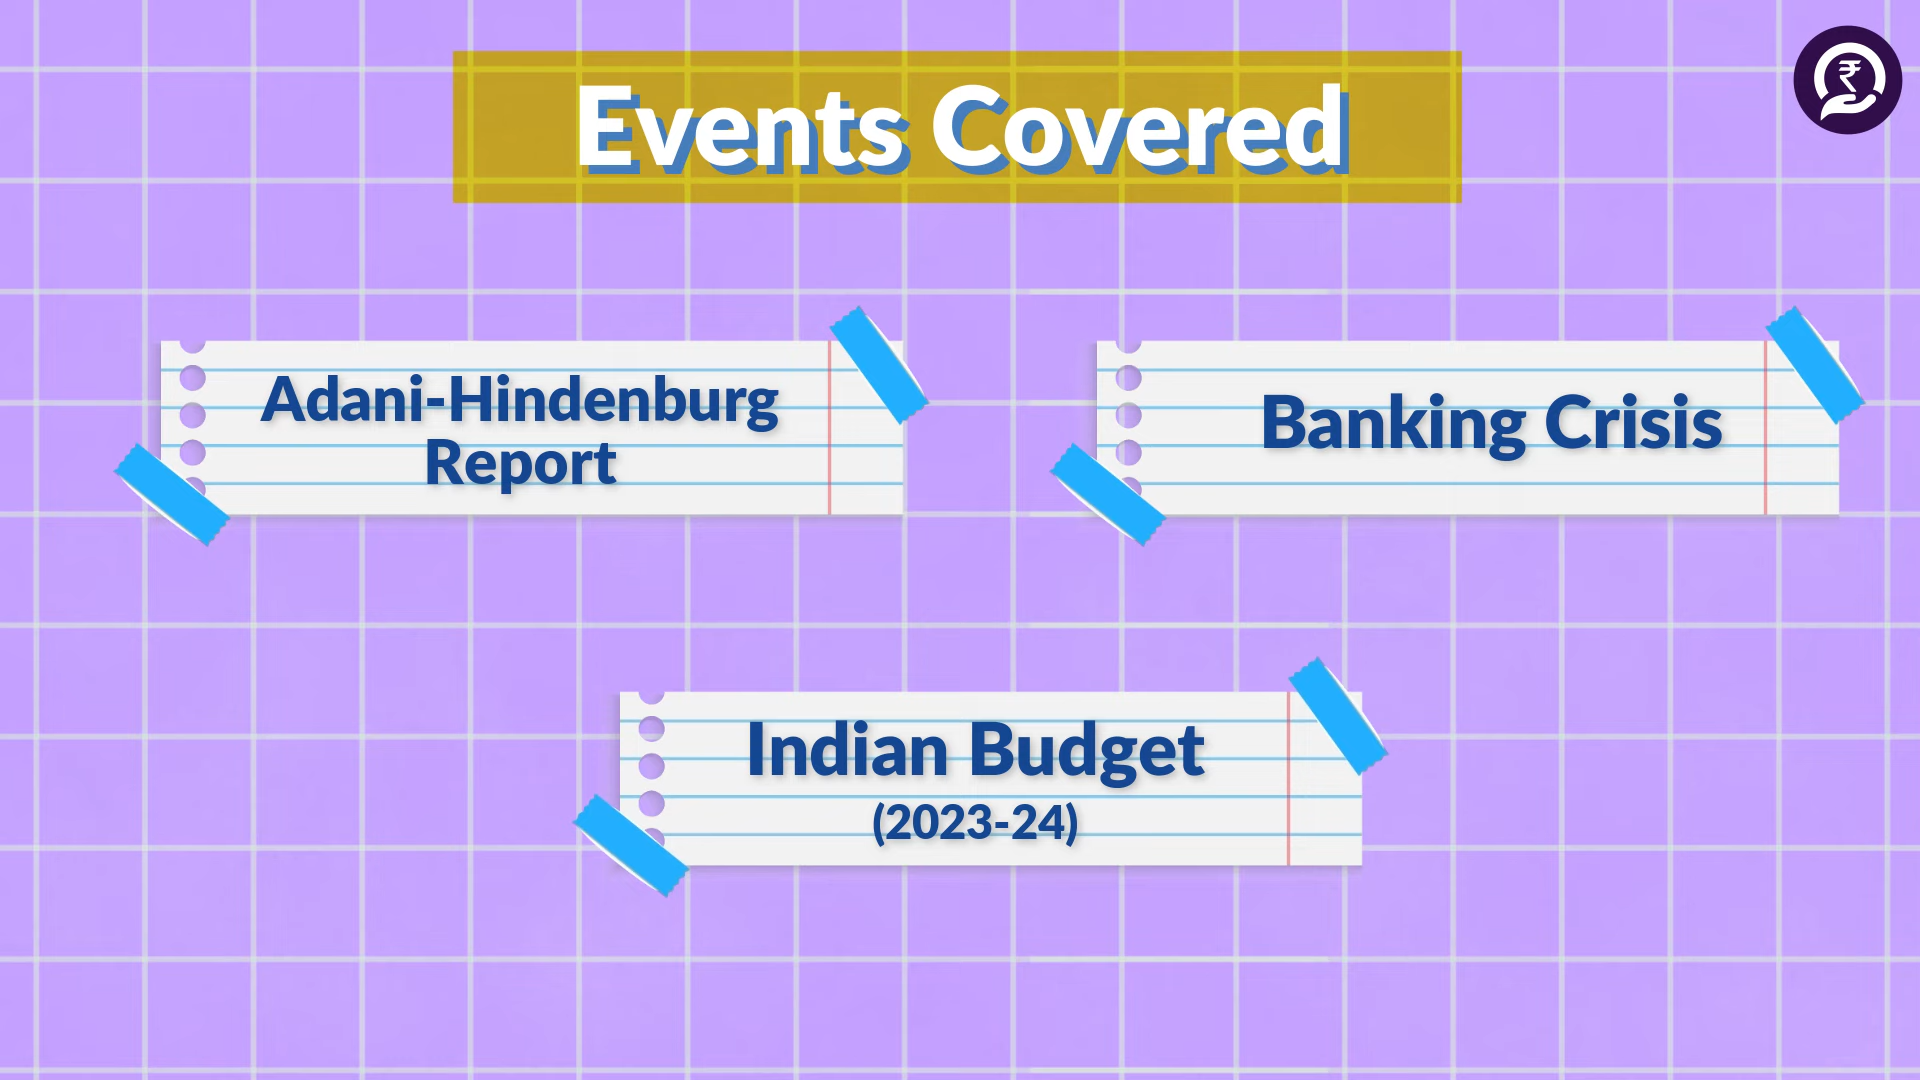 Events Covered
Adani-Hindenburg
Report
Banking Crisis
Indian Budget
(2023-24)